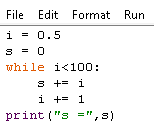 File Edit Format Run
i = 0.5
s = 0
while i<100:
    s += i
    i += 1
print("s =",s)